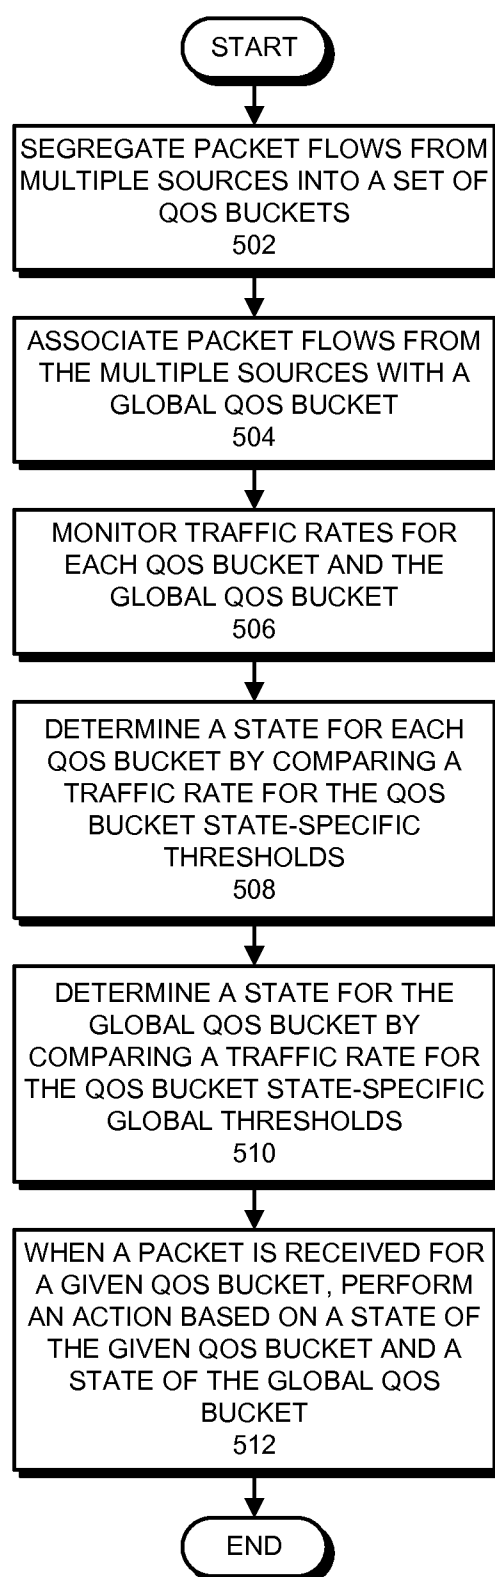 START
SEGREGATE PACKET FLOWS FROM
MULTIPLE SOURCES INTO A SET OF
QOS BUCKETS
502
ASSOCIATE PACKET FLOWS FROM
THE MULTIPLE SOURCES WITH A
GLOBAL QOS BUCKET
504
MONITOR TRAFFIC RATES FOR
EACH QOS BUCKET AND THE
GLOBAL QOS BUCKET
506
DETERMINE A STATE FOR EACH
QOS BUCKET BY COMPARING A
TRAFFIC RATE FOR THE QOS
BUCKET STATE-SPECIFIC
THRESHOLDS
508
DETERMINE A STATE FOR THE
GLOBAL QOS BUCKET BY
COMPARING A TRAFFIC RATE FOR
THE QOS BUCKET STATE-SPECIFIC
GLOBAL THRESHOLDS
510
WHEN A PACKET IS RECEIVED FOR
A GIVEN QOS BUCKET, PERFORM
AN ACTION BASED ON A STATE OF
THE GIVEN QOS BUCKET AND A
STATE OF THE GLOBAL QOS
BUCKET
512
END